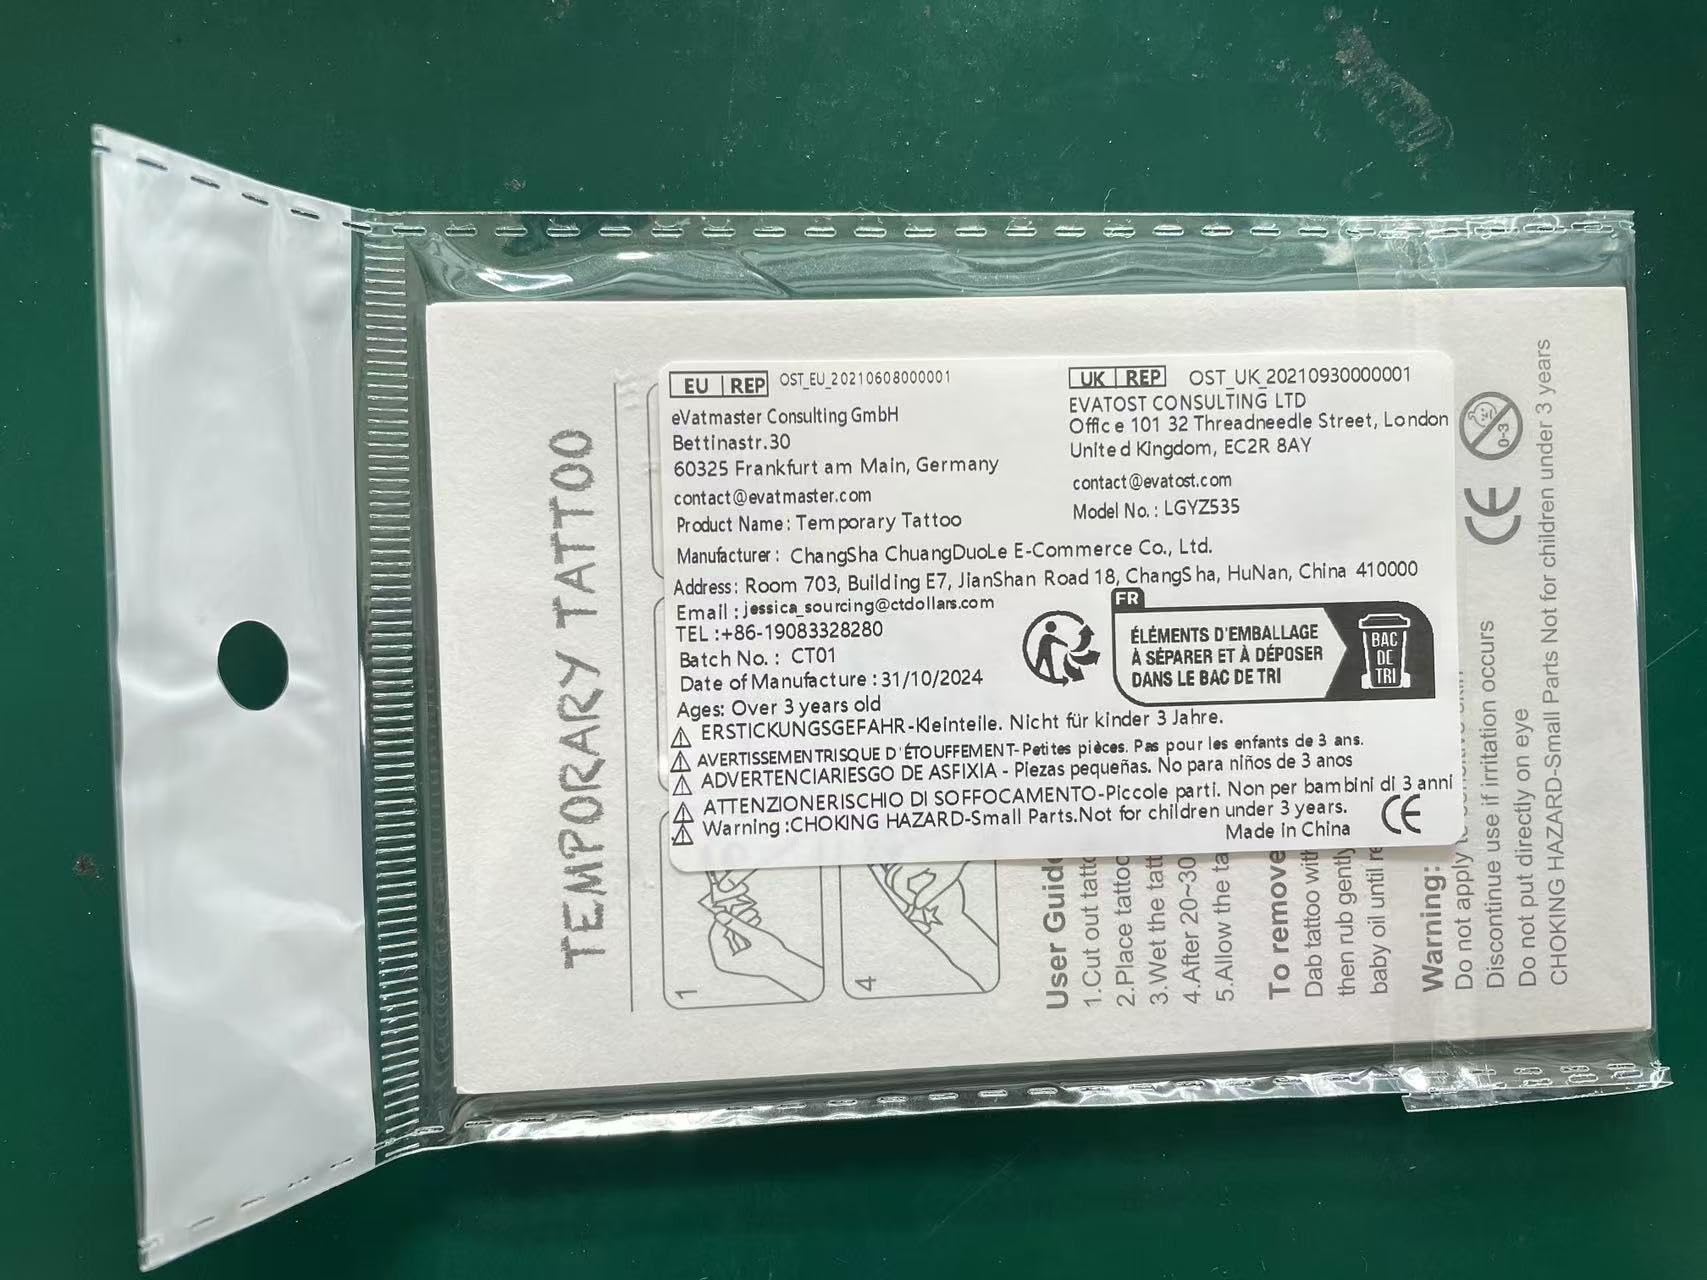 EU REP OST_EU_20210608000001
eVatmaster Consulting GmbH
Bettinastr.30
60325 Frankfurt am Main, Germany
contact@evatmaster.com
Product Name: Temporary Tattoo
UK REP OST_UK_20210930000001
EVATOST CONSULTING LTD
Office 101 32 Threadneedle Street, London
United Kingdom, EC2R 8AY
contact@evatost.com
Model No.: LGYZ535
Manufacturer: ChangSha ChuangDuoLe E-Commerce Co., Ltd.
Address: Room 703, Building E7, JianShan Road 18, ChangSha, HuNan, China 410000
Email : jessica_sourcing@ctdollars.com
TEL :+86-19083328280
Batch No. : CT01
Date of Manufacture : 31/10/2024
Ages: Over 3 years old
FR
ÉLÉMENTS D'EMBALLAGE
À SÉPARER ET À DÉPOSER
DANS LE BAC DE TRI
BAC
DE
TRI
ERSTICKUNGSGEFAHR-Kleinteile. Nicht für kinder 3 Jahre.
AVERTISSEMENTRISQUE D'ÉTOUFFEMENT-Petites pièces. Pas pour les enfants de 3 ans.
ADVERTENCIARIESGO DE ASFIXIA - Piezas pequeñas. No para niños de 3 anos
ATTENZIONERISCHIO DI SOFFOCAMENTO-Piccole parti. Non per bambini di 3 anni
Warning :CHOKING HAZARD-Small Parts.Not for children under 3 years.
Made in China
CE
TEMPORARY TATTOO
1
4
User Guide
1.Cut out tatt
2.Place tattoo
3.Wet the tatt
4.After 20~30
5.Allow the ta
To remove
Dab tattoo with
then rub gently
baby oil until re
Warning:
Do not apply
Discontinue use if irritation occurs
Do not put directly on eye
CHOKING HAZARD-Small Parts Not for children under 3 years
CE
0-3